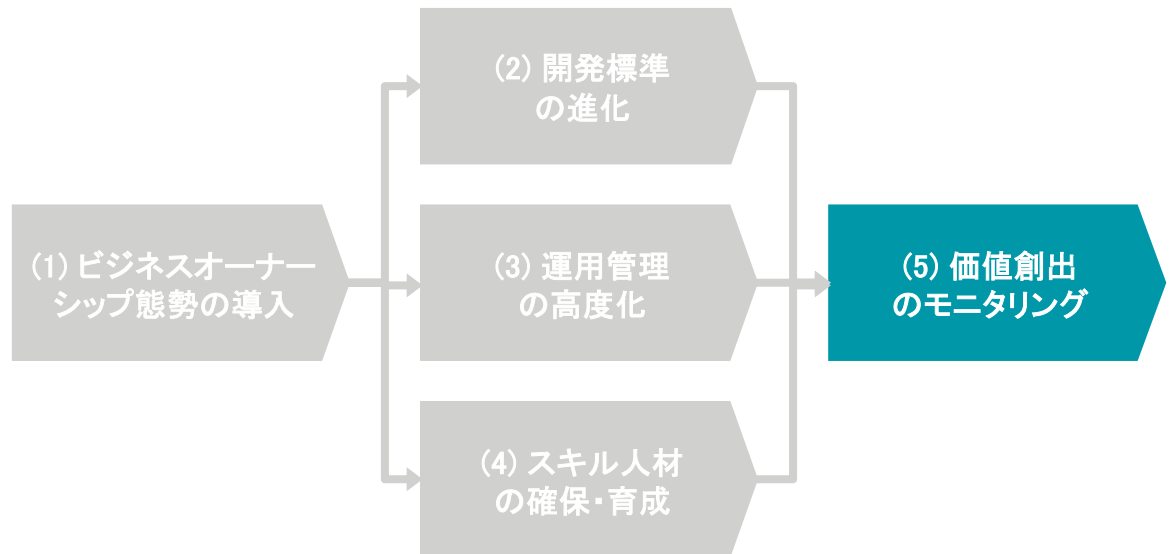 (2) 開発標準
の進化
(1) ビジネスオーナー
シップ態勢の導入
(3) 運用管理
の高度化
(5) 価値創出
のモニタリング
(4) スキル人材
の確保・育成